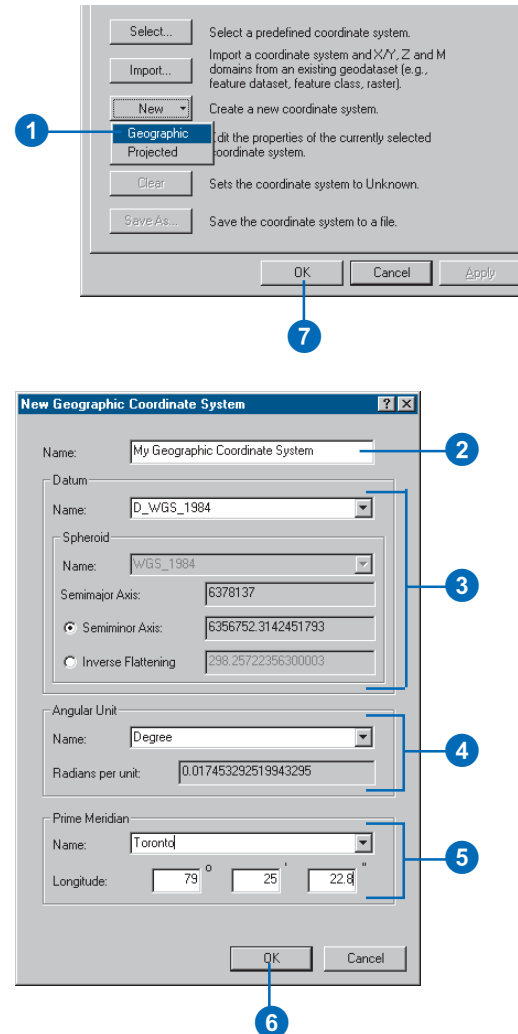 Select... Select a predefined coordinate system.
Import... Import a coordinate system and X/Y, Z and M
domains from an existing geodataset (e.g.,
feature dataset, feature class, raster).
New Create a new coordinate system.
1 Geographic dit the properties of the currently selected
Projected oordinate system.
Clear Sets the coordinate system to Unknown.
Save As... Save the coordinate system to a file.
OK Cancel Apply
7
New Geographic Coordinate System ? X
Name: My Geographic Coordinate System 2
Datum
Name: D_WGS_1984
Spheroid
Name: WGS_1984
3
Semimajor Axis: 6378137
Semiminor Axis: 6356752.3142451793
Inverse Flattening 298.25722356300003
Angular Unit
Name: Degree
4
Radians per unit: 0.017453292519943295
Prime Meridian
Name: Toronto
5
Longitude: 79 ° 25 ' 22.8 "
OK Cancel
6